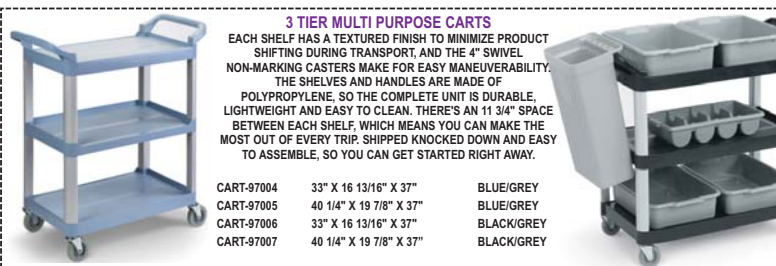 3 TIER MULTI PURPOSE CARTS
EACH SHELF HAS A TEXTURED FINISH TO MINIMIZE PRODUCT
SHIFTING DURING TRANSPORT, AND THE 4" SWIVEL
NON-MARKING CASTERS MAKE FOR EASY MANEUVERABILITY.
THE SHELVES AND HANDLES ARE MADE OF
POLYPROPYLENE, SO THE COMPLETE UNIT IS DURABLE,
LIGHTWEIGHT AND EASY TO CLEAN. THERE'S AN 11 3/4" SPACE
BETWEEN EACH SHELF, WHICH MEANS YOU CAN MAKE THE
MOST OUT OF EVERY TRIP. SHIPPED KNOCKED DOWN AND EASY
TO ASSEMBLE, SO YOU CAN GET STARTED RIGHT AWAY.
CART-97004 33" X 16 13/16" X 37" BLUE/GREY
CART-97005 40 1/4" X 19 7/8" X 37" BLUE/GREY
CART-97006 33" X 16 13/16" X 37" BLACK/GREY
CART-97007 40 1/4" X 19 7/8" X 37” BLACK/GREY